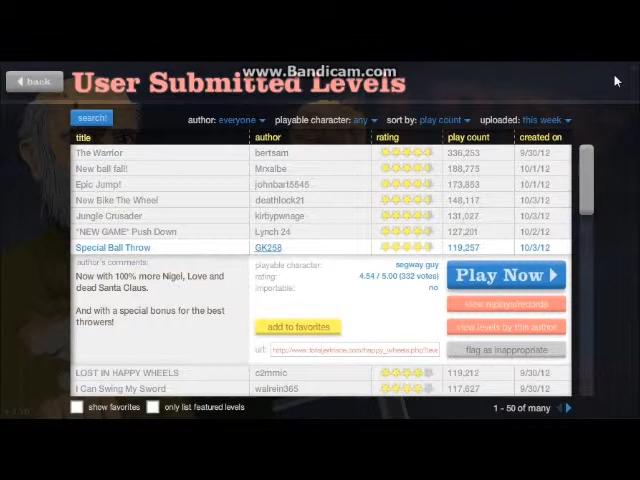 www.Bandicam.com
back
User Submitted Levels
search!
author: everyone playable character: any sort by: play count uploaded: this week
title author rating play count created on
The Warrior bertsam 336,253 9/30/12
New ball fall! Mrxalbe 188,775 10/1/12
Epic Jump! johnbart5545 173,853 10/1/12
New Bike The Wheel deathlock21 148,117 10/3/12
Jungle Crusader kirbypwnage 131,027 10/3/12
*NEW GAME* Push Down Lynch 24 127,201 10/2/12
Special Ball Throw GK258 119,257 10/3/12
author's comments:
Now with 100% more Nigel, Love and
dead Santa Claus.
And with a special bonus for the best
throwers!
playable character: segway guy
rating: 4.54 / 5.00 (332 votes)
importable: no
add to favorites
url:
Play Now
view replays/records
view levels by this author
flag as inappropriate
LOST IN HAPPY WHEELS c2mmic 119,212 9/30/12
I Can Swing My Sword walrein365 117,627 9/30/12
show favorites only list featured levels
1 - 50 of many